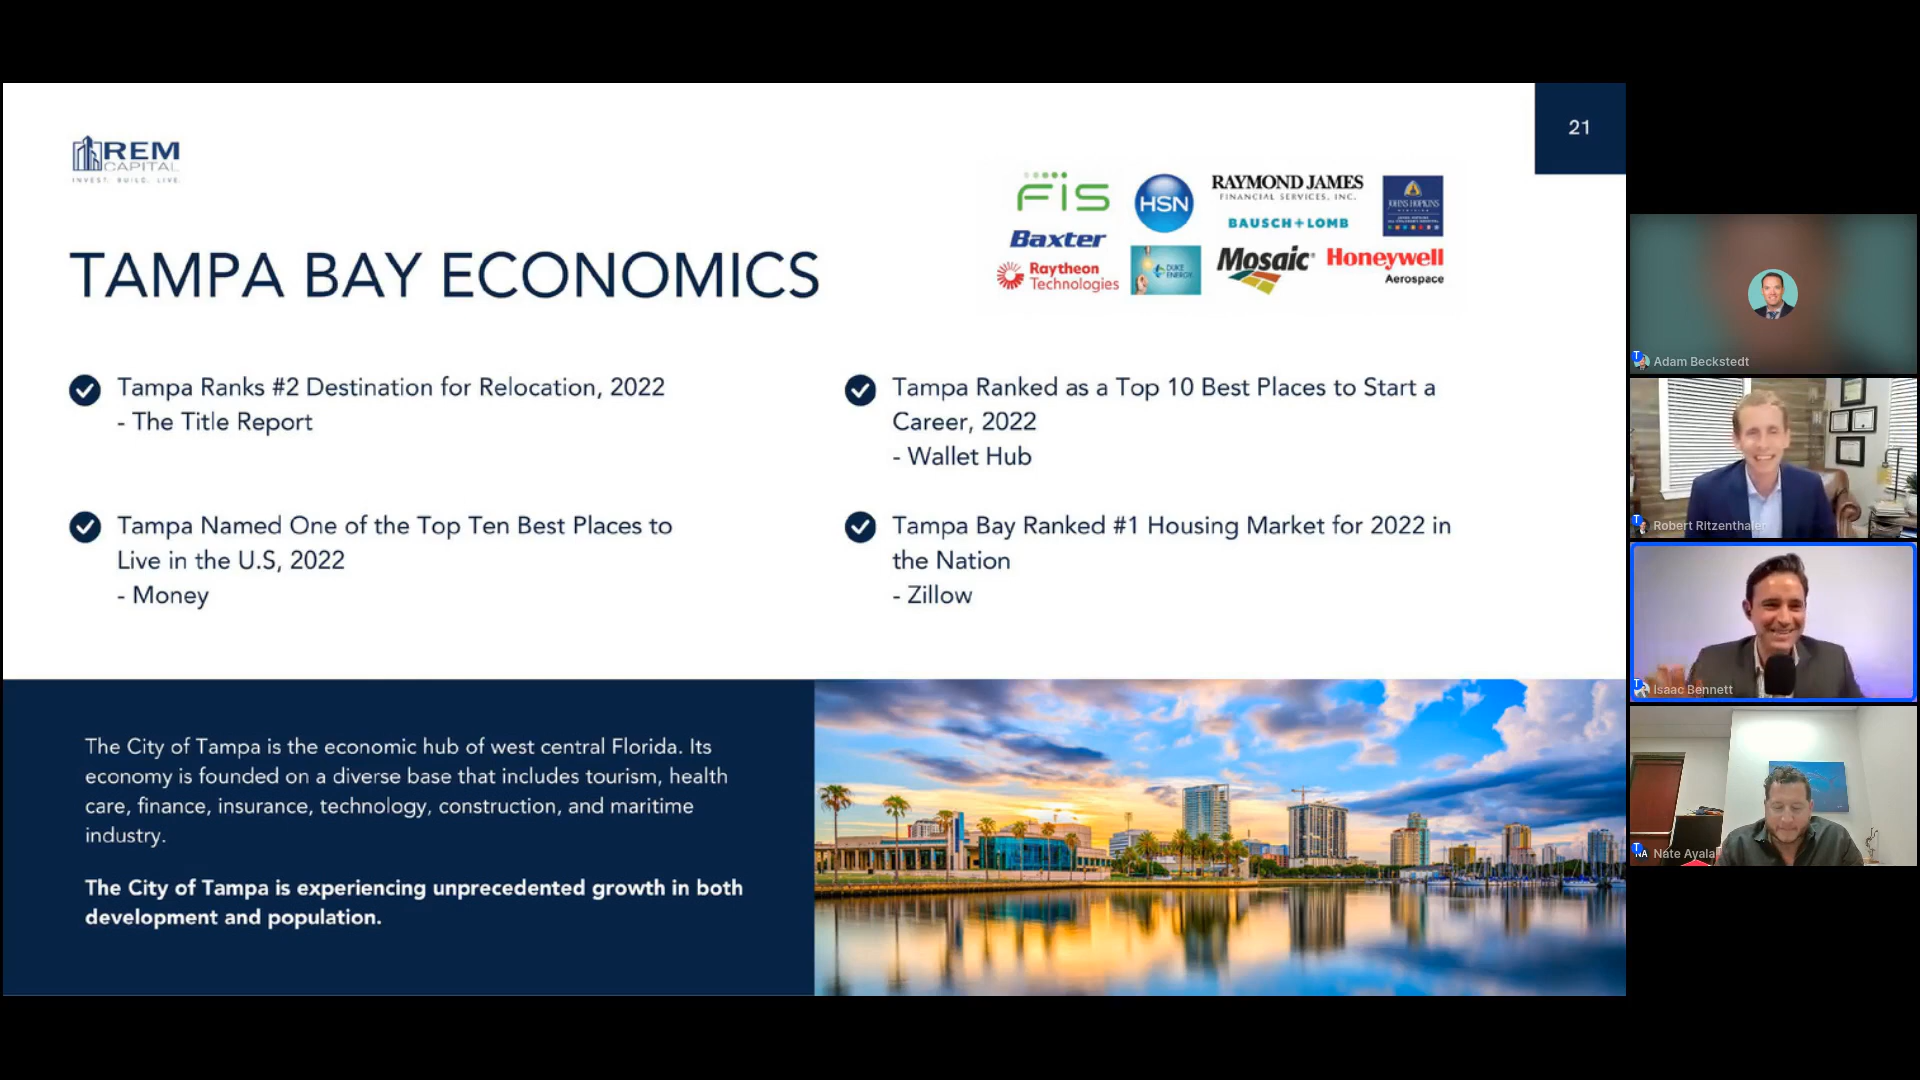 REM
CAPITAL
INVEST. BUILD. LIVE.
21
FIS
HSN
RAYMOND JAMES
FINANCIAL SERVICES, INC.
BAUSCH+LOMB
JOHNS HOPKINS
Baxter
Raytheon
Technologies
DUKE
ENERGY
Mosaic
Honeywell
Aerospace
TAMPA BAY ECONOMICS
Tampa Ranks #2 Destination for Relocation, 2022
- The Title Report
Tampa Ranked as a Top 10 Best Places to Start a
Career, 2022
- Wallet Hub
Tampa Named One of the Top Ten Best Places to
Live in the U.S, 2022
- Money
Tampa Bay Ranked #1 Housing Market for 2022 in
the Nation
- Zillow
The City of Tampa is the economic hub of west central Florida. Its
economy is founded on a diverse base that includes tourism, health
care, finance, insurance, technology, construction, and maritime
industry.
The City of Tampa is experiencing unprecedented growth in both
development and population.
Adam Beckstedt
Robert Ritzenthaler
Isaac Bennett
NA
Nate Ayala